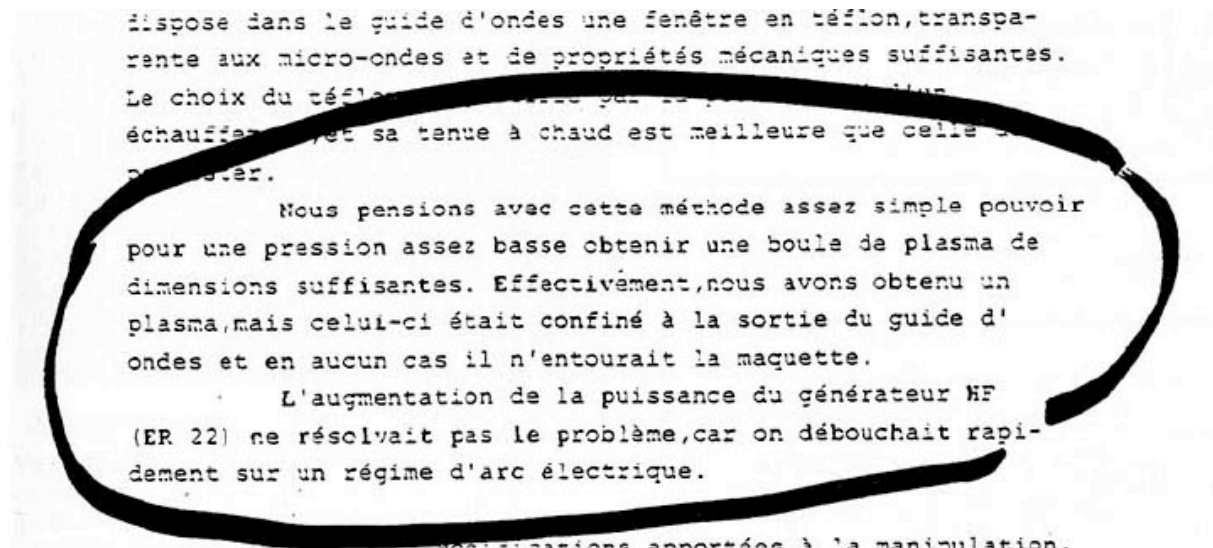 dispose dans le guide d'ondes une fenêtre en téflon,transpa-
rente aux micro-ondes et de propriétés mécaniques suffisantes.
Le choix du
sa tenue à chaud est meilleure que celle
Nous pensions avec cette méthode assez simple pouvoir
pour une pression assez basse obtenir une boule de plasma de
dimensions suffisantes. Effectivement,nous avons obtenu un
plasma,mais celui-ci était confiné à la sortie du guide d'
ondes et en aucun cas il n'entourait la maquette.
L'augmentation de la puissance du générateur HF
(ER 22) ne résolvait pas le problème,car on débouchait rapi-
dement sur un régime d'arc électrique.
apportées à la manipulation.